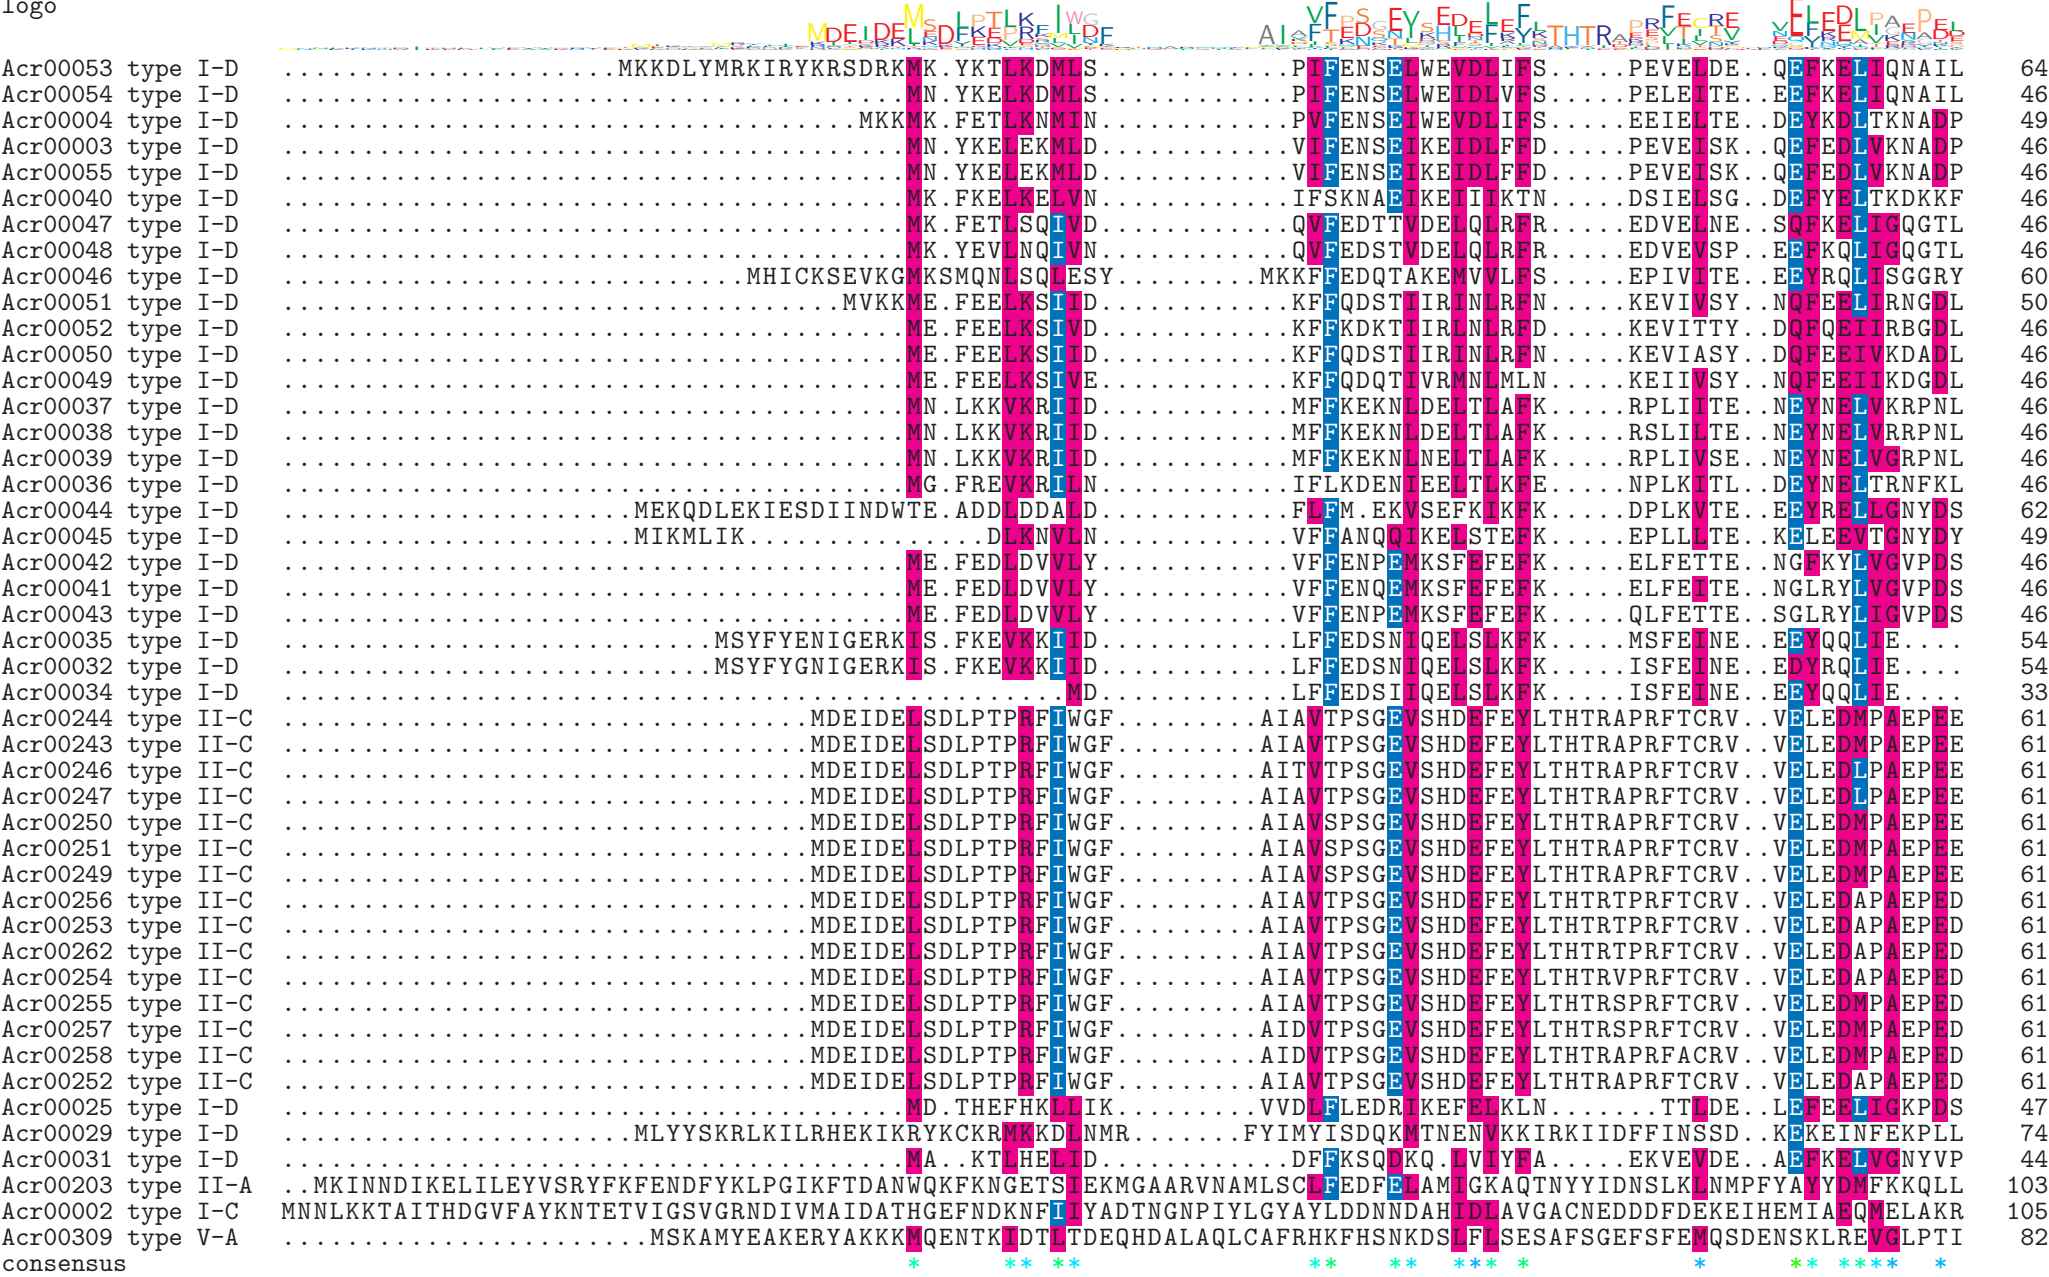 logo
Acr00053 type I-D .....................MKKDLYMRKIRYKRSDRKMK.YKTLKDMLS............PIFENSELWEVDLIFS.....PEVELDE..QEFKELIQNAIL 64
Acr00054 type I-D .......................................MN.YKELKDMLS............PIFENSELWEIDLVFS.....PELEITE..EEFKELIQNAIL 46
Acr00004 type I-D ....................................MKKMK.FETLKNMIN............PVFENSEIWEVDLIFS.....EEIELTE..DEYKDLTKNADP 49
Acr00003 type I-D .......................................MN.YKELEKMLD............VIFENSEIKEIDLFFD.....PEVEISK..QEFEDLVKNADP 46
Acr00055 type I-D .......................................MN.YKELEKMLD............VIFENSEIKEIDLFFD.....PEVEISK..QEFEDLVKNADP 46
Acr00040 type I-D .......................................MK.FKELKELVN............IFSKNAEIKEIIIKTN.....DSIELSG..DEFYELTKDKKF 46
Acr00047 type I-D .......................................MK.FETLSQIVD............QVFEDTTVDELQLRFR.....EDVELNE..SQFKELIGQGTL 46
Acr00048 type I-D .......................................MK.YEVLNQIVN............QVFEDSTVDELQLRFR.....EDVEVSP..EEFKQLIGQGTL 46
Acr00046 type I-D .............................MHICKSEVKGMKSMQNLSQLESY.........MKKFFEDQTAKEMVVLFS.....EPIVITE..EEYRQLISGGRY 60
Acr00051 type I-D ...................................MVKKME.FEELKSIID............KFFQDSTIIRINLRFN.....KEVIVSY..NQFEELIRNGDL 50
Acr00052 type I-D .......................................ME.FEELKSIVD............KFFKDKTIIRLNLRFD.....KEVITTY..DQFQEIIRBGDL 46
Acr00050 type I-D .......................................ME.FEELKSIID............KFFQDSTIIRINLRFN.....KEVIASY..DQFEEIVKDADL 46
Acr00049 type I-D .......................................ME.FEELKSIVE............KFFQDQTIVRMNLMLN.....KEIIVSY..NQFEEIIKDGDL 46
Acr00037 type I-D .......................................MN.LKKVKRIID............MFFKEKNLDELTLAFK.....RPLIITE..NEYNELVKRPNL 46
Acr00038 type I-D .......................................MN.LKKVKRIID............MFFKEKNLDELTLAFK.....RSLILTE..NEYNELVRRPNL 46
Acr00039 type I-D .......................................MN.LKKVKRIID............MFFKEKNLNELTLAFK.....RPLIVSE..NEYNELVGRPNL 46
Acr00036 type I-D .......................................MG.FREVKRILN............IFLKDENIEELTLKFE.....NPLKITL..DEYNELTRNFKL 46
Acr00044 type I-D ......................MEKQDLEKIESDIINDWTE.ADDLDDALD............FLFM.EKVSEFKIKFK.....DPLKVTE..EEYRELLGNYDS 62
Acr00045 type I-D ......................MIKMLIK...............DLKNVLN............VFFANQQIKELSTEFK.....EPLLLTE..KELEEVTGNYDY 49
Acr00042 type I-D .......................................ME.FEDLDVVLY............VFFENPEMKSFEFEFK.....ELFETTE..NGFKYLVGVPDS 46
Acr00041 type I-D .......................................ME.FEDLDVVLY............VFFENQEMKSFEFEFK.....ELFEITE..NGLRYLVGVPDS 46
Acr00043 type I-D .......................................ME.FEDLDVVLY............VFFENPEMKSFEFEFK.....QLFETTE..SGLRYLIGVPDS 46
Acr00035 type I-D ...........................MSYFYENIGERKIS.FKEVKKIID............LFFEDSNIQELSLKFK.....MSFEINE..EEYQQLIE.... 54
Acr00032 type I-D ...........................MSYFYGNIGERKIS.FKEVKKIID............LFFEDSNIQELSLKFK.....ISFEINE..EDYRQLIE.... 54
Acr00034 type I-D .................................................MD............LFFEDSIIQELSLKFK.....ISFEINE..EEYQQLIE.... 33
Acr00244 type II-C .................................MDEIDELSDLPTPRFIWGF.........AIAVTPSGEVSHDEFEYLTHTRAPRFTCRV..VELEDMPAEPEE 61
Acr00243 type II-C .................................MDEIDELSDLPTPRFIWGF.........AIAVTPSGEVSHDEFEYLTHTRAPRFTCRV..VELEDMPAEPEE 61
Acr00246 type II-C .................................MDEIDELSDLPTPRFIWGF.........AITVTPSGEVSHDEFEYLTHTRAPRFTCRV..VELEDLPAEPEE 61
Acr00247 type II-C .................................MDEIDELSDLPTPRFIWGF.........AIAVTPSGEVSHDEFEYLTHTRAPRFTCRV..VELEDLPAEPEE 61
Acr00250 type II-C .................................MDEIDELSDLPTPRFIWGF.........AIAVSPSGEVSHDEFEYLTHTRAPRFTCRV..VELEDMPAEPEE 61
Acr00251 type II-C .................................MDEIDELSDLPTPRFIWGF.........AIAVSPSGEVSHDEFEYLTHTRAPRFTCRV..VELEDMPAEPEE 61
Acr00249 type II-C .................................MDEIDELSDLPTPRFIWGF.........AIAVSPSGEVSHDEFEYLTHTRAPRFTCRV..VELEDMPAEPEE 61
Acr00256 type II-C .................................MDEIDELSDLPTPRFIWGF.........AIAVTPSGEVSHDEFEYLTHTRTPRFTCRV..VELEDAPAEPED 61
Acr00253 type II-C .................................MDEIDELSDLPTPRFIWGF.........AIAVTPSGEVSHDEFEYLTHTRTPRFTCRV..VELEDAPAEPED 61
Acr00262 type II-C .................................MDEIDELSDLPTPRFIWGF.........AIAVTPSGEVSHDEFEYLTHTRTPRFTCRV..VELEDAPAEPED 61
Acr00254 type II-C .................................MDEIDELSDLPTPRFIWGF.........AIAVTPSGEVSHDEFEYLTHTRVPRFTCRV..VELEDAPAEPED 61
Acr00255 type II-C .................................MDEIDELSDLPTPRFIWGF.........AIAVTPSGEVSHDEFEYLTHTRSPRFTCRV..VELEDMPAEPED 61
Acr00257 type II-C .................................MDEIDELSDLPTPRFIWGF.........AIDVTPSGEVSHDEFEYLTHTRSPRFTCRV..VELEDMPAEPED 61
Acr00258 type II-C .................................MDEIDELSDLPTPRFIWGF.........AIDVTPSGEVSHDEFEYLTHTRAPRFACRV..VELEDMPAEPED 61
Acr00252 type II-C .................................MDEIDELSDLPTPRFIWGF.........AIAVTPSGEVSHDEFEYLTHTRAPRFTCRV..VELEDAPAEPED 61
Acr00025 type I-D .......................................MD.THEFHKLLIK.........VVDLFLEDRIKEFELKLN.......TTLDE..LEFEELIGKPDS 47
Acr00029 type I-D ......................MLYYSKRLKILRHEKIKRYKCKRMKKDLNMR.......FYIMYISDQKMTNENVKKIRKIIDFFINSSD..KEKEINFEKPLL 74
Acr00031 type I-D .......................................MA..KTLHELID............DFFKSQDKQ.LVIYFA.....EKVEVDE..AEFKELVGNYVP 44
Acr00203 type II-A ..MKINNDIKELILEYVSRYFKFENDFYKLPGIKFTDANWQKFKNGETSIEKMGAARVNAMLSCLFEDFELAMIGKAQTNYYIDNSLKLNMPFYAYYDMFKKQLL 103
Acr00002 type I-C MNNLKKTAITHDGVFAYKNTETVIGSVGRNDIVMAIDATHGEFNDKNFIIYADTNGNPIYLGYAYLDDNNDAHIDLAVGACNEDDDFDEKEIHEMIAEQMELAKR 105
Acr00309 type V-A .......................MSKAMYEAKERYAKKKMQENTKIDTLTDEQHDALAQLCAFRHKFHSNKDSLFLSESAFSGEFSFEMQSDENSKLREVGLPTI 82
consensus * ** ** ** ** *** * * ** **** *